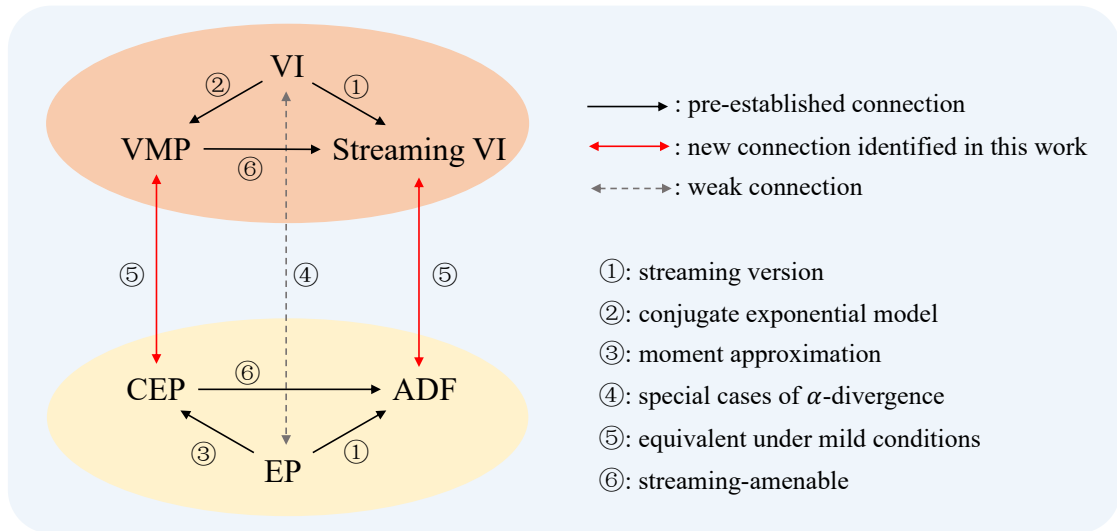 VI
②
①
VMP
⑥
Streaming VI
⑤
④
⑤
CEP
⑥
ADF
③
①
EP
: pre-established connection
: new connection identified in this work
: weak connection
①: streaming version
②: conjugate exponential model
③: moment approximation
④: special cases of α-divergence
⑤: equivalent under mild conditions
⑥: streaming-amenable